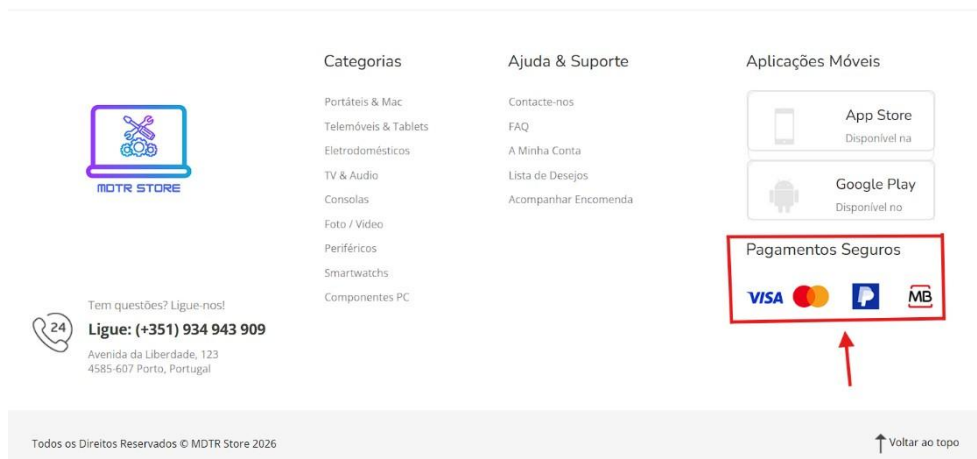 MDTR STORE
Tem questões? Ligue-nos!
24
Ligue: (+351) 934 943 909
Avenida da Liberdade, 123
4585-607 Porto, Portugal
Categorias
Portáteis & Mac
Telemóveis & Tablets
Eletrodomésticos
TV & Audio
Consolas
Foto / Video
Periféricos
Smartwatchs
Componentes PC
Ajuda & Suporte
Contacte-nos
FAQ
A Minha Conta
Lista de Desejos
Acompanhar Encomenda
Aplicações Móveis
App Store
Disponível na
Google Play
Disponível no
Pagamentos Seguros
VISA MB
Todos os Direitos Reservados © MDTR Store 2026
Voltar ao topo